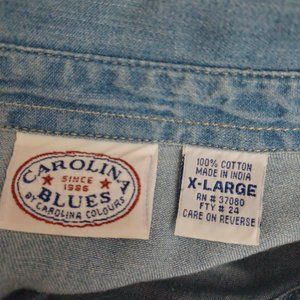 CAROLINA
SINCE
1986
BLUES
BY CAROLINA COLOURS
100% COTTON
MADE IN INDIA
X-LARGE
RN # 37080
FTY # 24
CARE ON REVERSE